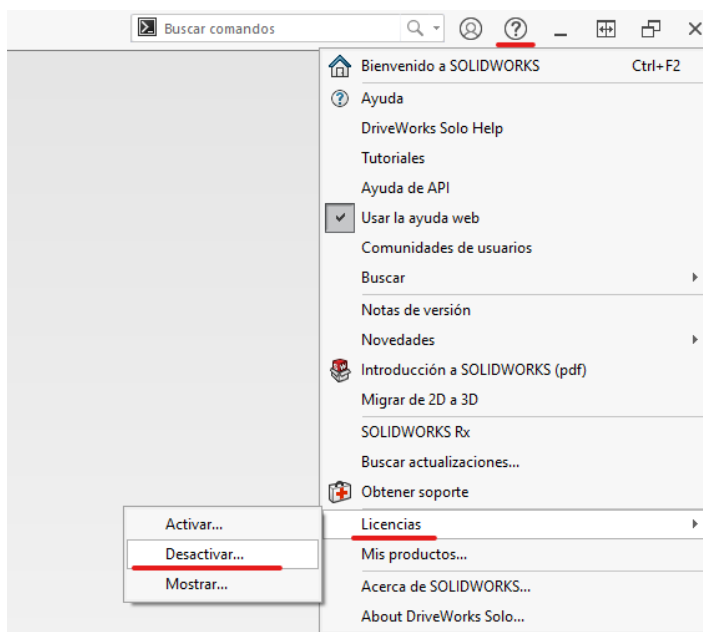 Buscar comandos
Bienvenido a SOLIDWORKS Ctrl+F2
Ayuda
DriveWorks Solo Help
Tutoriales
Ayuda de API
Usar la ayuda web
Comunidades de usuarios
Buscar
Notas de versión
Novedades
Introducción a SOLIDWORKS (pdf)
Migrar de 2D a 3D
SOLIDWORKS Rx
Buscar actualizaciones...
Obtener soporte
Licencias
Activar...
Desactivar...
Mostrar...
Mis productos...
Acerca de SOLIDWORKS...
About DriveWorks Solo...